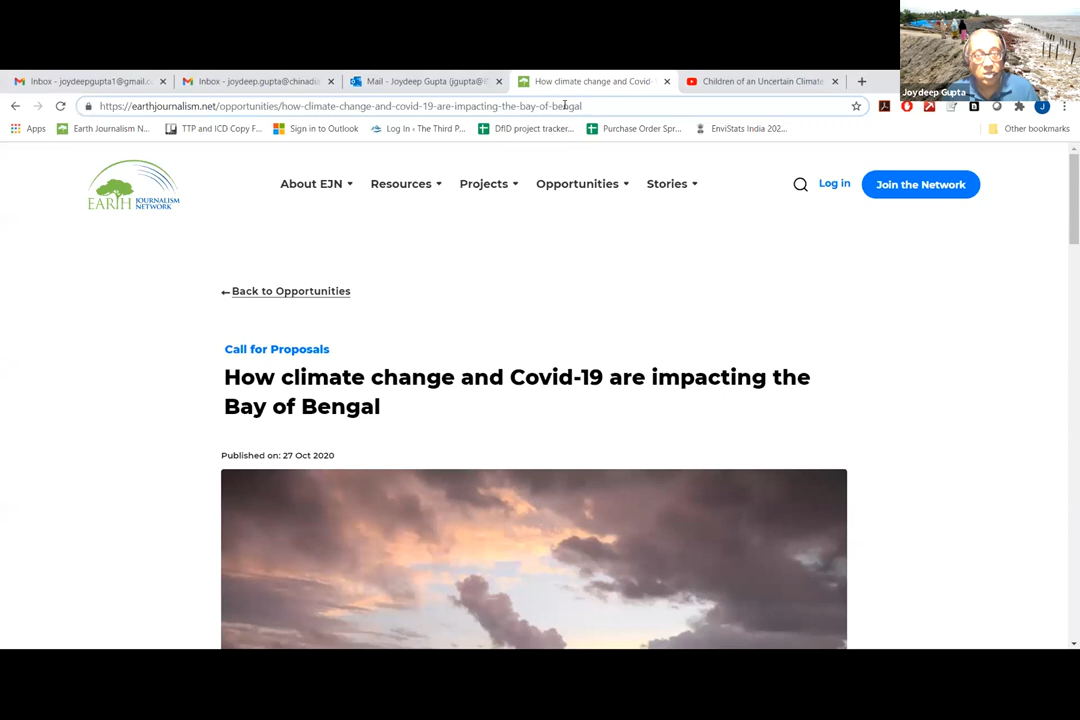 Inbox - joydeepgupta1@gmail.c
Inbox - joydeep.gupta@chinadia
Mail - Joydeep Gupta (jgupta@
How climate change and Covid-
Children of an Uncertain Climate
https://earthjournalism.net/opportunities/how-climate-change-and-covid-19-are-impacting-the-bay-of-bengal
Joydeep Gupta
Apps
Earth Journalism N...
TTP and ICD Copy F...
Sign in to Outlook
Log In ‹ The Third P...
DfID project tracker...
Purchase Order Spr...
EnviStats India 202...
Other bookmarks
EARTH JOURNALISM NETWORK
About EJN
Resources
Projects
Opportunities
Stories
Log in
Join the Network
←Back to Opportunities
Call for Proposals
How climate change and Covid-19 are impacting the
Bay of Bengal
Published on: 27 Oct 2020